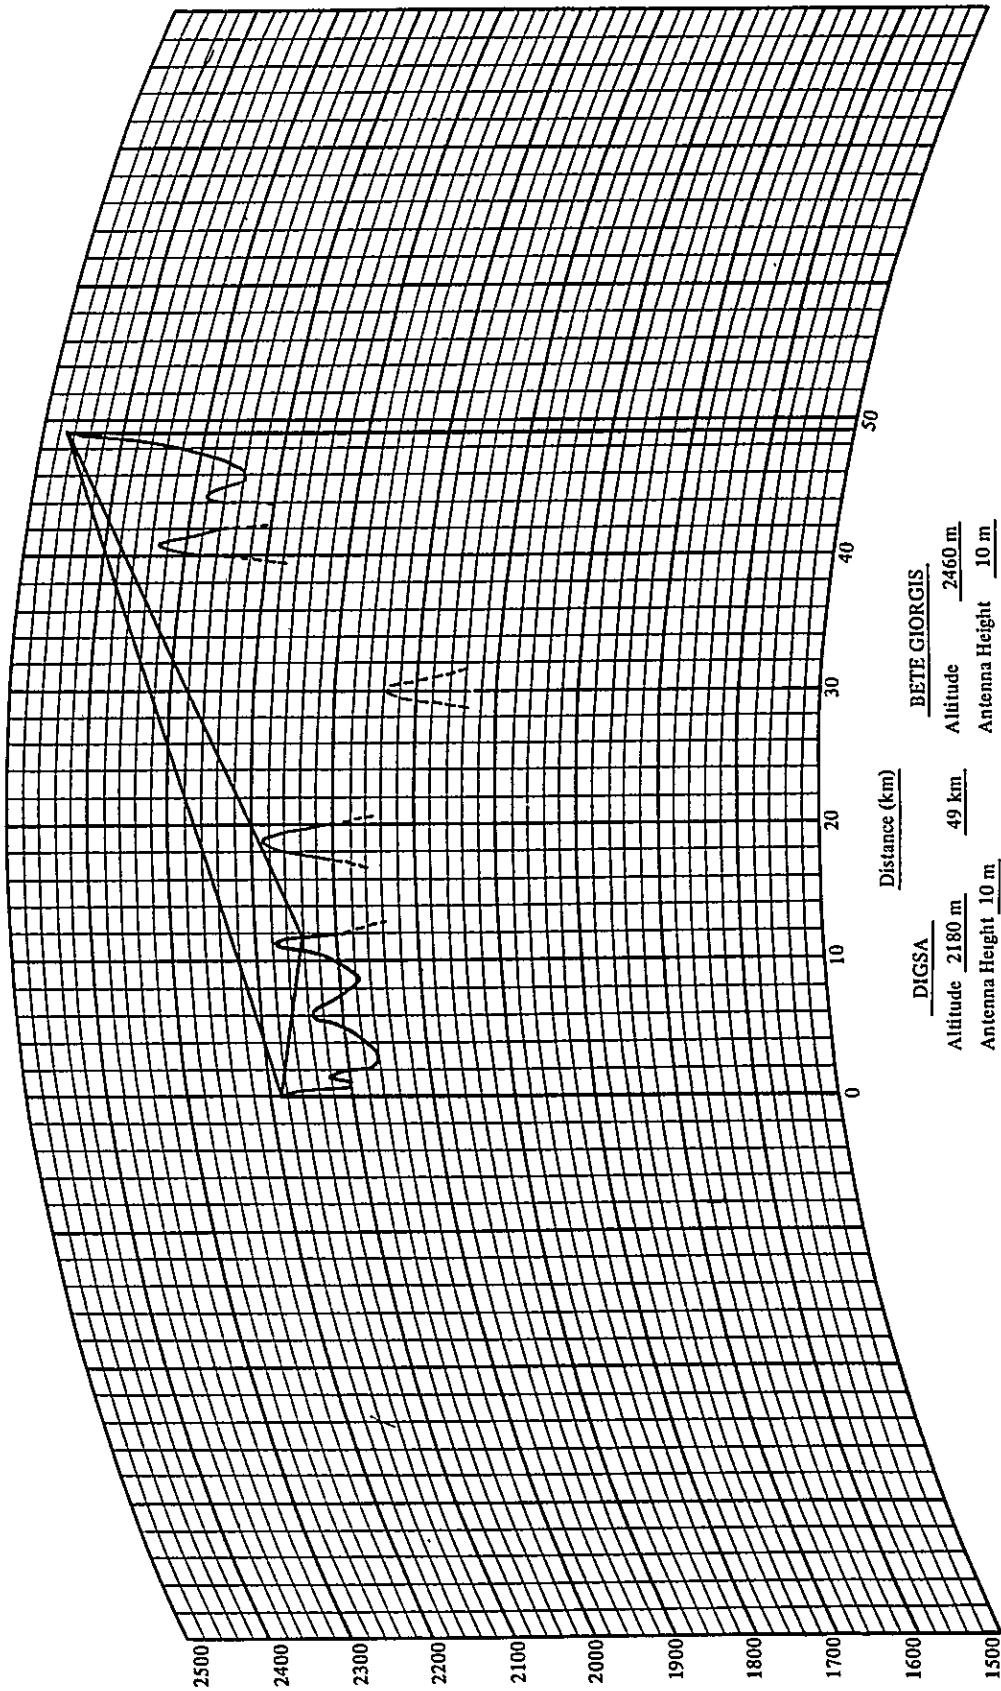 2500
2400
2300
2200
2100
2000
1900
1800
1700
1600
1500
0
10
20
30
40
50
Distance (km)
DIGSA
49 km
BETE GIORGIS
Altitude 2180 m
Altitude 2460 m
Antenna Height 10 m
Antenna Height 10 m